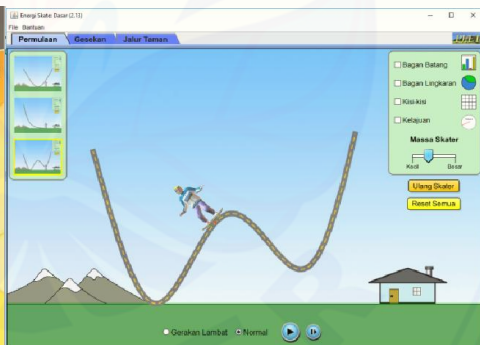 Energi Skate Dasar (2.13)
File Bantuan
Permulaan Gesekan Jalur Taman
Bagan Batang
Bagan Lingkaran
Kisi-kisi
Kelajuan
Massa Skater
Kecil Besar
Ulang Skater
Reset Semua
Gerakan Lambat Normal